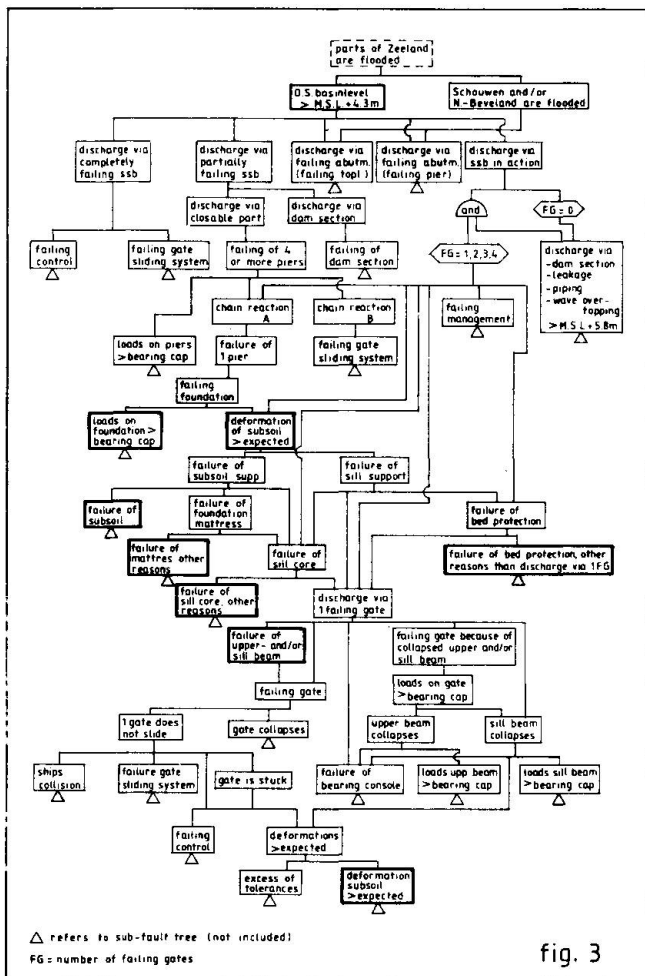 parts of Zeeland
are flooded
O.S. basinlevel
> M.S.L + 4.3m
Schouwen and/or
N-Beveland are flooded
discharge via
completely
failing ssb
discharge via
partially
failing ssb
discharge via
failing abutm.
(failing topl)
discharge via
failing abutm.
(failing pier)
discharge via
ssb in action
discharge via
closable part
discharge via
dam section
and
FG = 0
failing
control
failing gate
sliding system
failing of 4
or more piers
failing of
dam section
FG = 1,2,3,4
discharge via
-dam section
-leakage
-piping
-wave over-
topping
> M.S.L + 5.8m
chain reaction
A
chain reaction
B
failing
management
loads on piers
> bearing cap
failure of
1 pier
failing gate
sliding system
failing
foundation
loads on
foundation >
bearing cap
deformation
of subsoil
> expected
failure of
subsoil supp
failure of
sill support
failure of
subsoil
failure of
foundation
mattress
failure of
bed protection
failure of
mattres other
reasons
failure of
sill core
failure of bed protection, other
reasons than discharge via 1FG
failure of
sill core, other
reasons
discharge via
1 failing gate
failure of
upper- and/or
sill beam
failing gate because of
collapsed upper and/or
sill beam
failing gate
loads on gate
> bearing cap
1 gate does
not slide
gate collapses
upper beam
collapses
sill beam
collapses
ships
collision
failure gate
sliding system
gate is stuck
failure of
bearing console
loads upp beam
> bearing cap
loads sill beam
> bearing cap
failing
control
deformations
> expected
excess of
tolerances
deformation
subsoil
> expected
△ refers to sub-fault tree (not included)
FG = number of failing gates
fig. 3